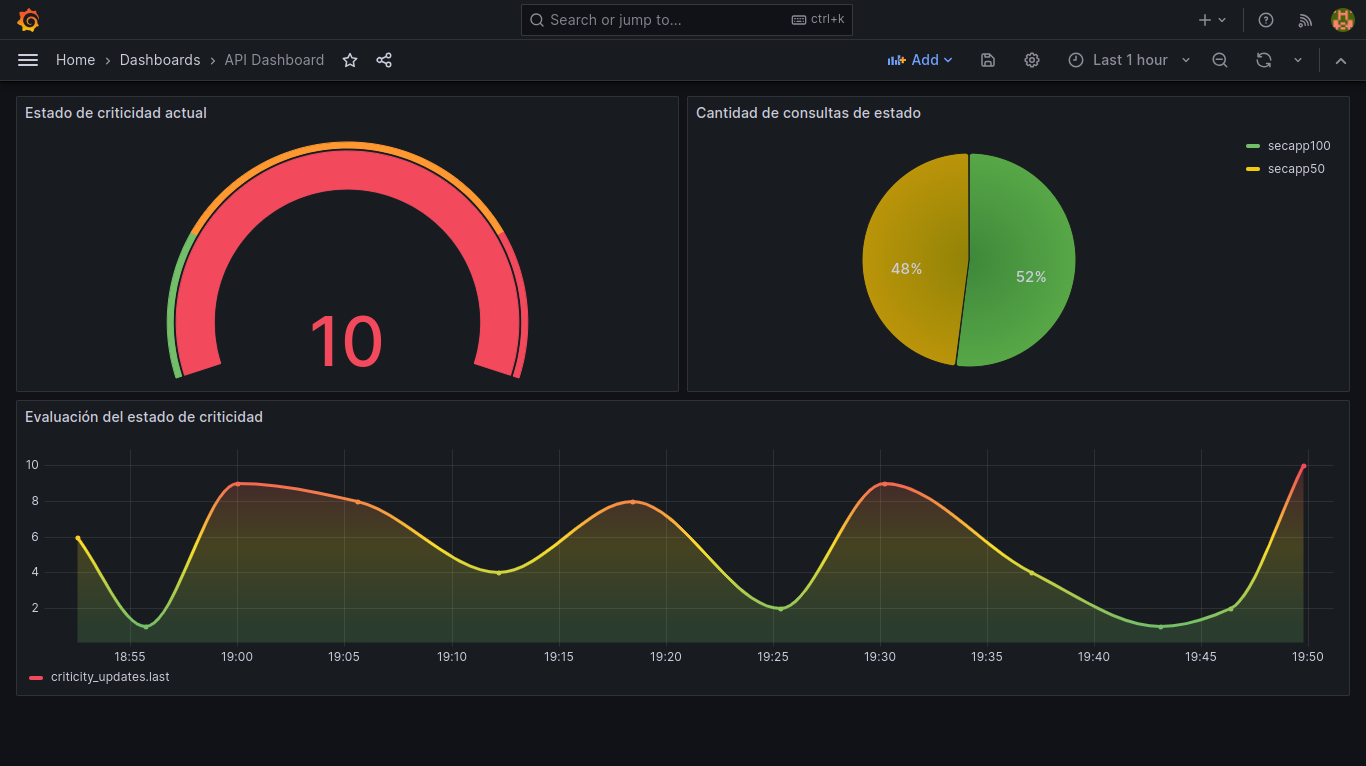 Search or jump to... ctrl+k
Home › Dashboards › API Dashboard Add Last 1 hour
Estado de criticidad actual
10
Cantidad de consultas de estado
secapp100
secapp50
48%
52%
Evaluación del estado de criticidad
10
8
6
4
2
18:55 19:00 19:05 19:10 19:15 19:20 19:25 19:30 19:35 19:40 19:45 19:50
criticity_updates.last